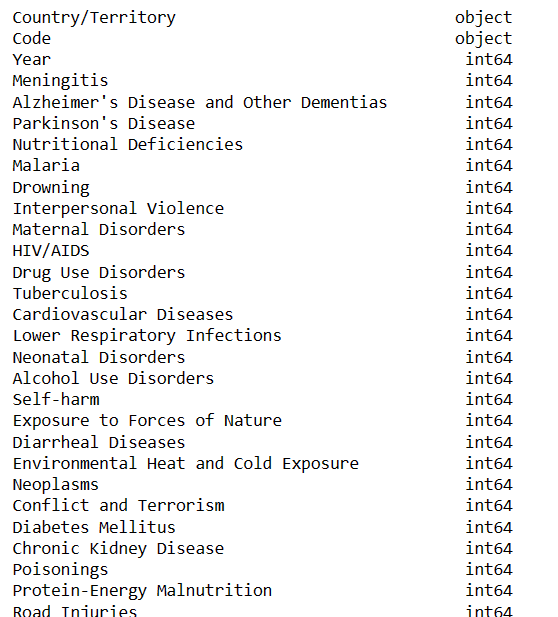 Country/Territory object
Code object
Year int64
Meningitis int64
Alzheimer's Disease and Other Dementias int64
Parkinson's Disease int64
Nutritional Deficiencies int64
Malaria int64
Drowning int64
Interpersonal Violence int64
Maternal Disorders int64
HIV/AIDS int64
Drug Use Disorders int64
Tuberculosis int64
Cardiovascular Diseases int64
Lower Respiratory Infections int64
Neonatal Disorders int64
Alcohol Use Disorders int64
Self-harm int64
Exposure to Forces of Nature int64
Diarrheal Diseases int64
Environmental Heat and Cold Exposure int64
Neoplasms int64
Conflict and Terrorism int64
Diabetes Mellitus int64
Chronic Kidney Disease int64
Poisonings int64
Protein-Energy Malnutrition int64
Road Injuries int64